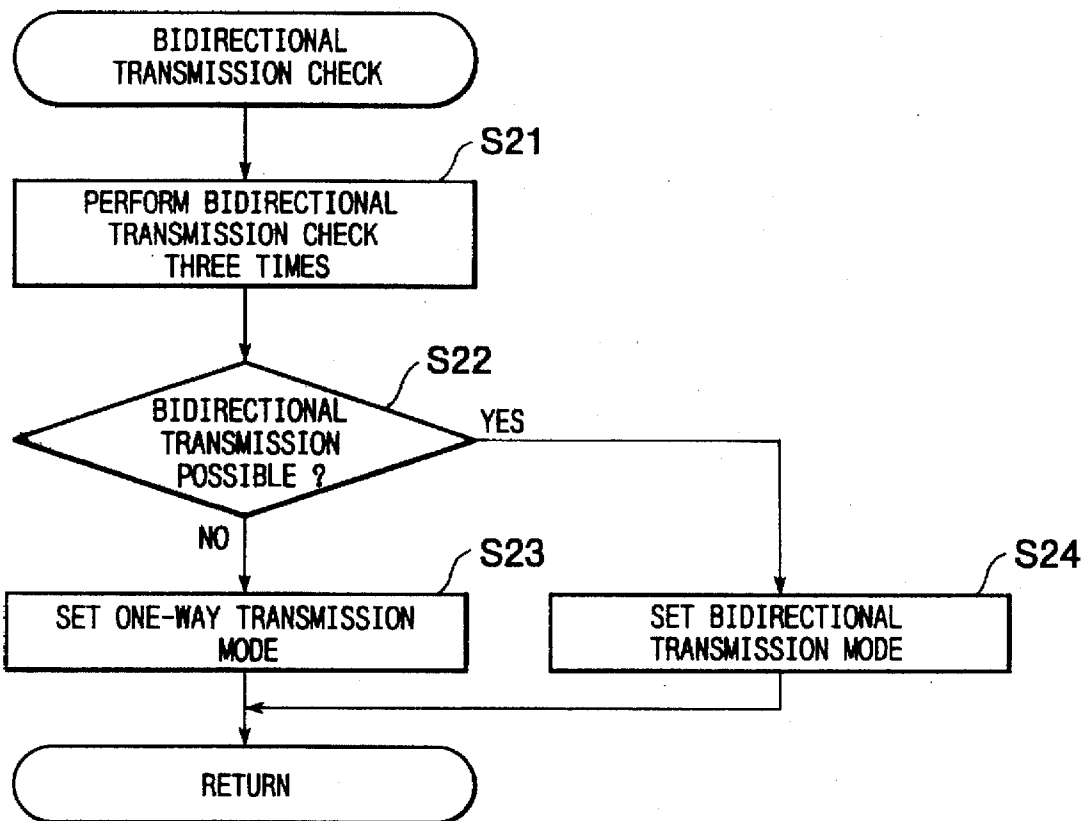 BIDIRECTIONAL
TRANSMISSION CHECK
S21
PERFORM BIDIRECTIONAL
TRANSMISSION CHECK
THREE TIMES
S22
BIDIRECTIONAL
TRANSMISSION
POSSIBLE ?
YES
NO
S23
SET ONE-WAY TRANSMISSION
MODE
S24
SET BIDIRECTIONAL
TRANSMISSION MODE
RETURN